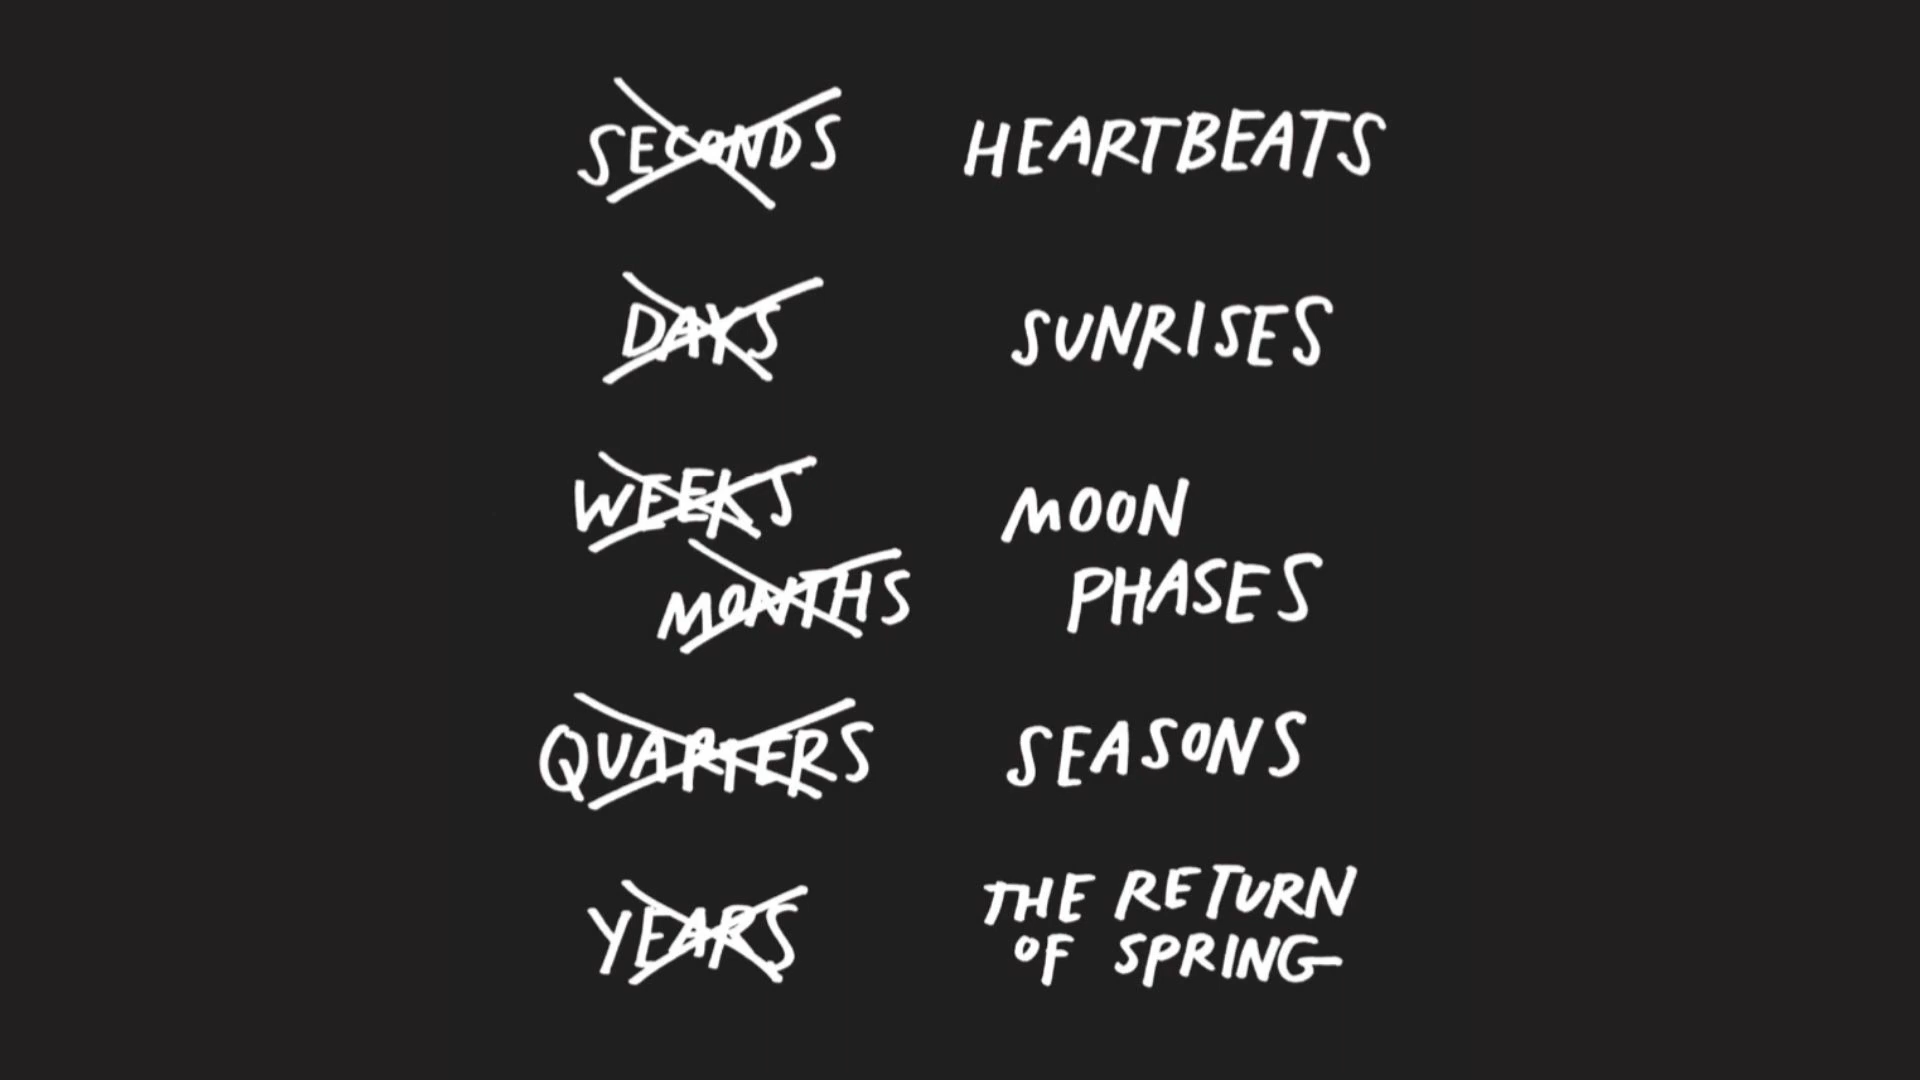 SECONDS HEARTBEATS
DAYS SUNRISES
WEEKS MOON
MONTHS PHASES
QUARTERS SEASONS
YEARS THE RETURN
OF SPRING